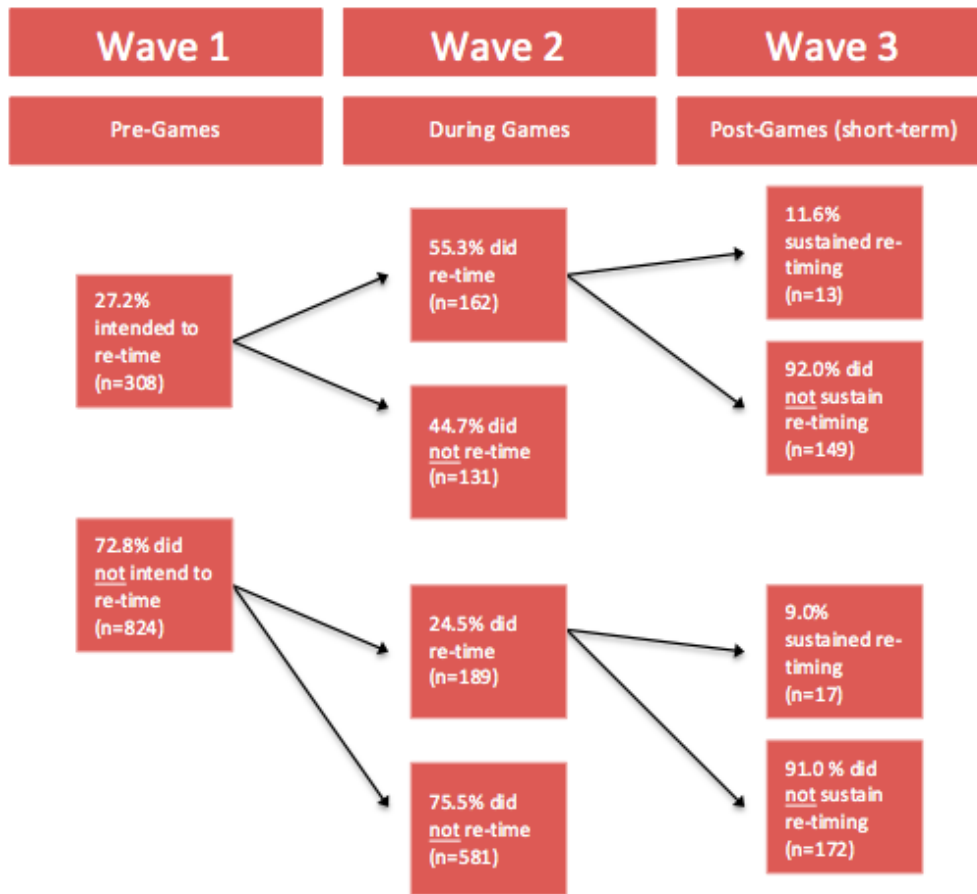 Wave 1
Wave 2
Wave 3
Pre-Games
During Games
Post-Games (short-term)
27.2%
intended to
re-time
(n=308)
72.8% did
not intend to
re-time
(n=824)
55.3% did
re-time
(n=162)
44.7% did
not re-time
(n=131)
24.5% did
re-time
(n=189)
75.5% did
not re-time
(n=581)
11.6%
sustained re-
timing
(n=13)
92.0% did
not sustain
re-timing
(n=149)
9.0%
sustained re-
timing
(n=17)
91.0 % did
not sustain
re-timing
(n=172)